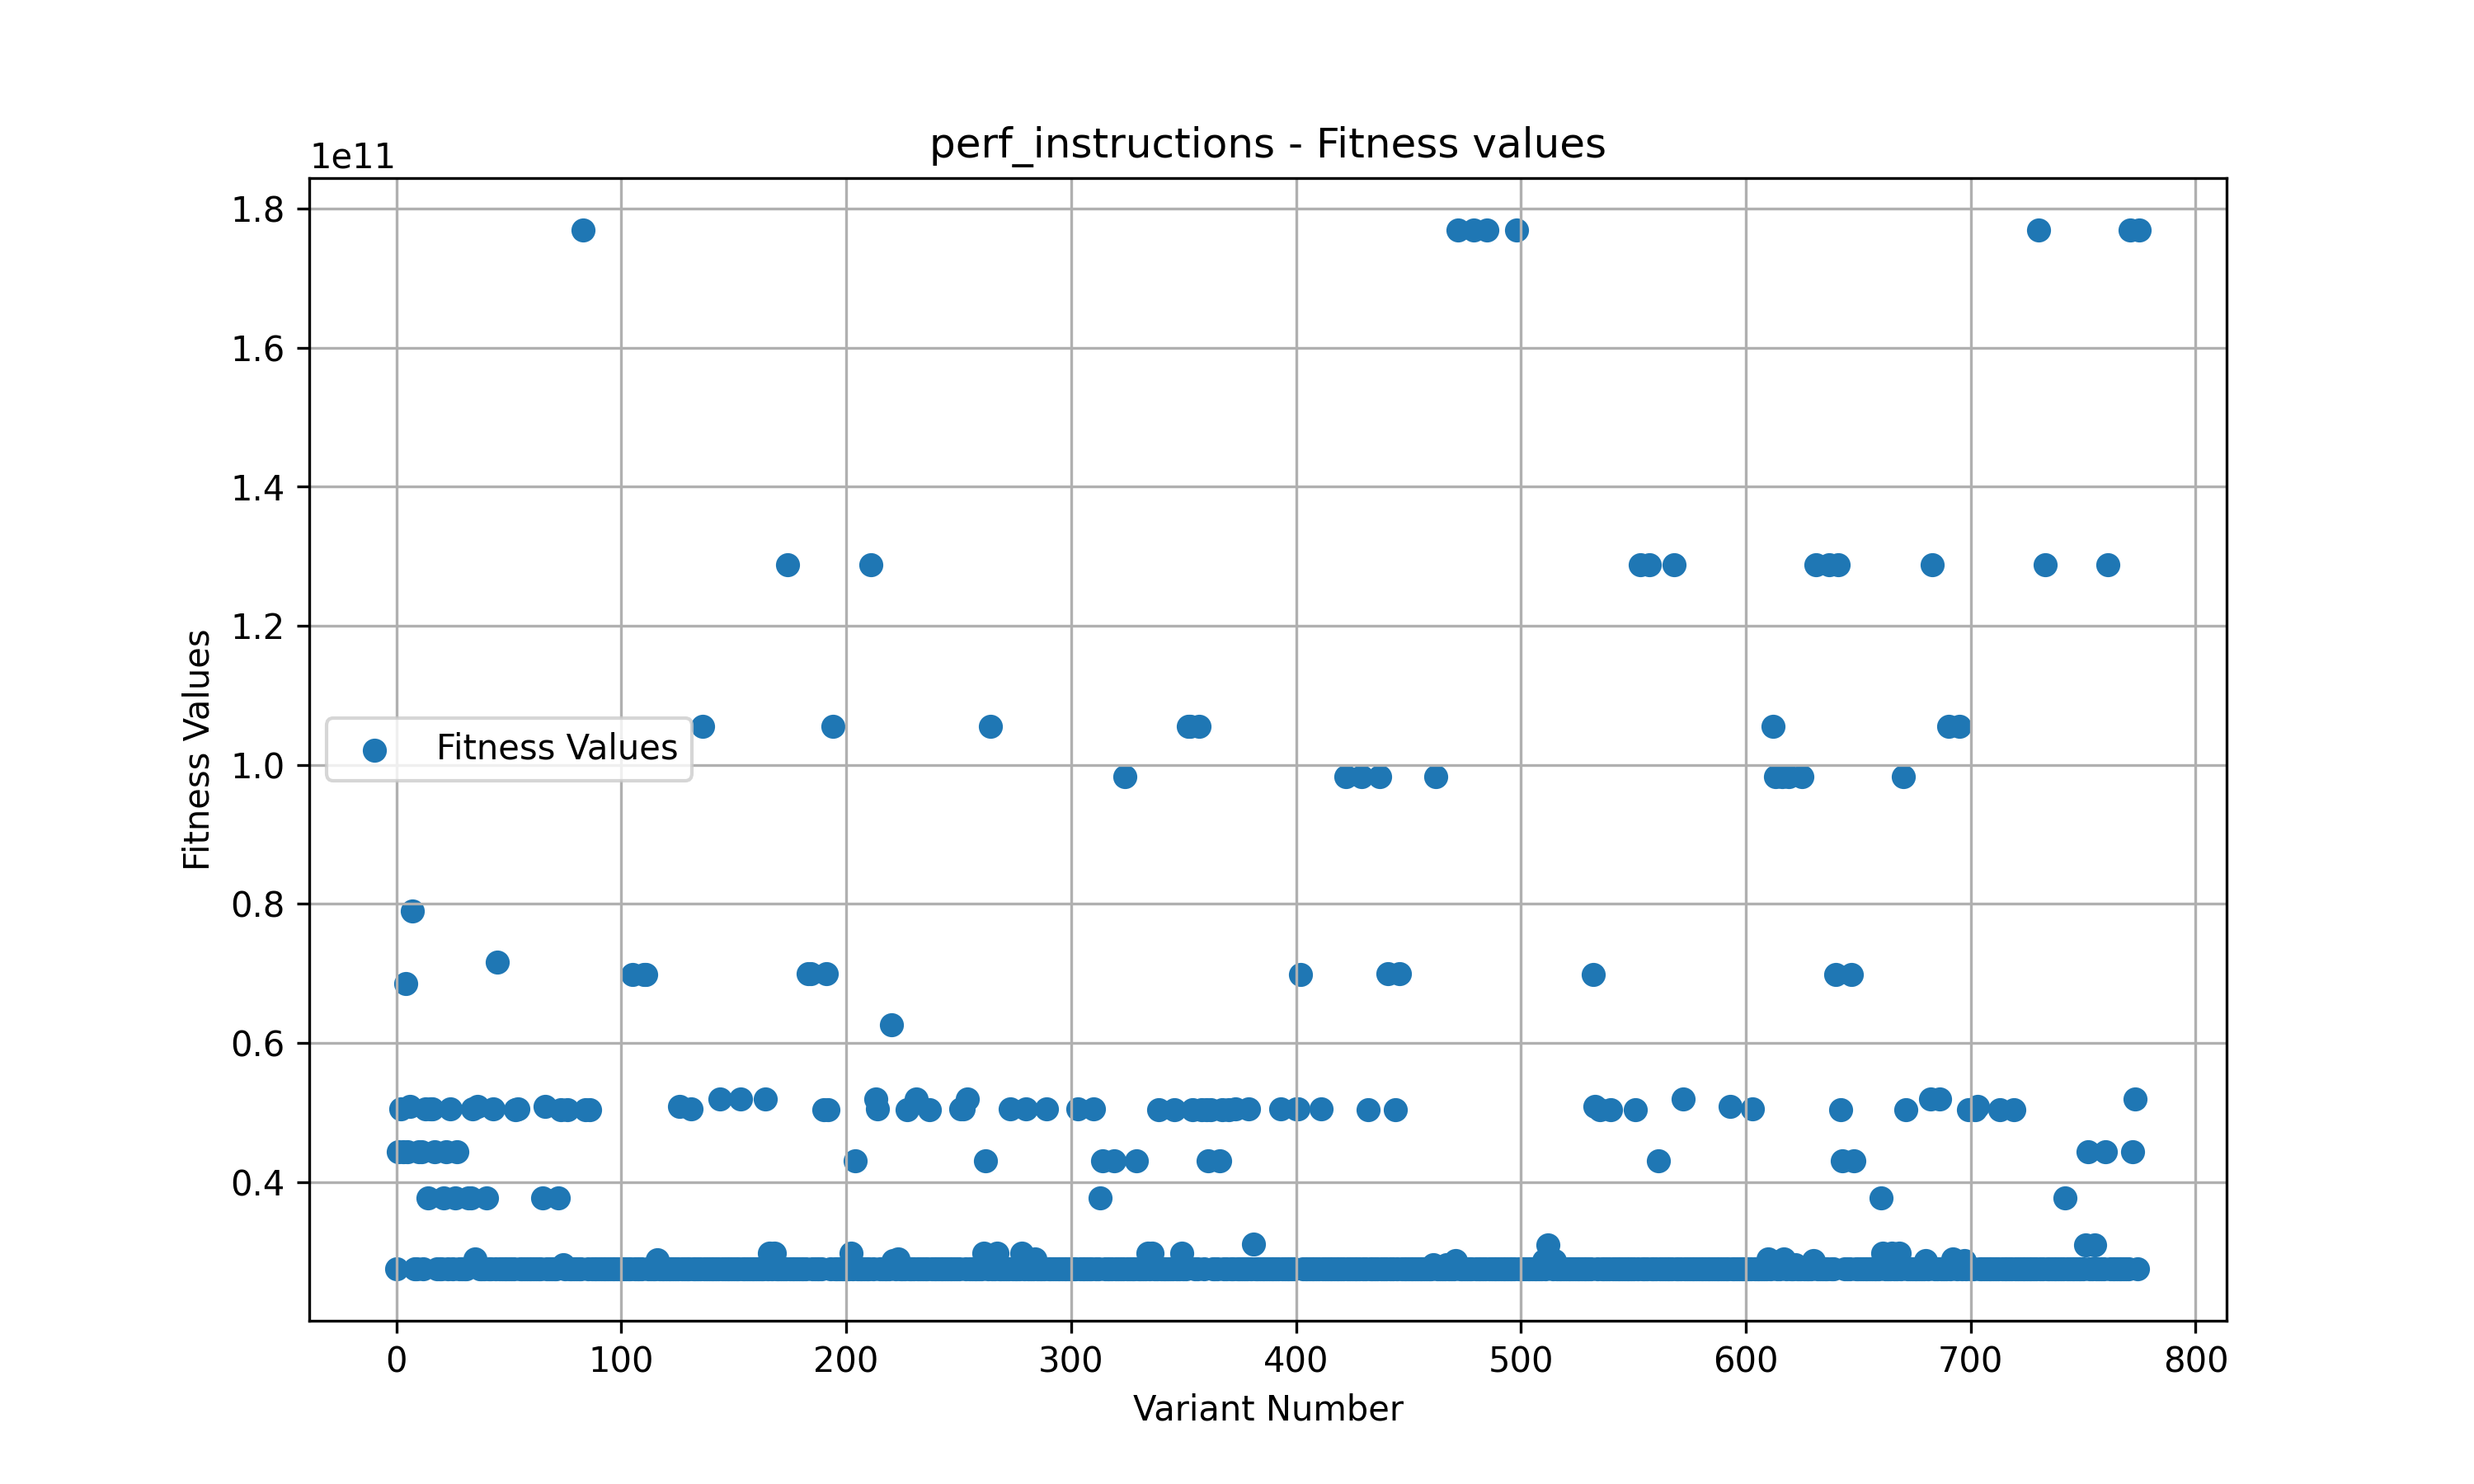 perf_instructions - Fitness values
1e11
1.8
1.6
1.4
1.2
1.0
0.8
0.6
0.4
Fitness Values
Fitness Values
0 100 200 300 400 500 600 700 800
Variant Number